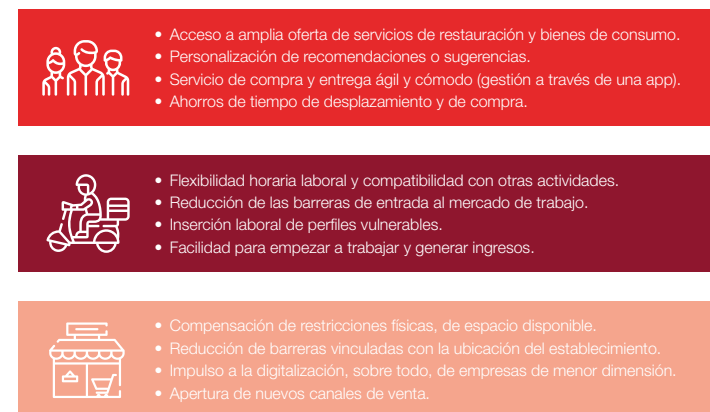 • Acceso a amplia oferta de servicios de restauración y bienes de consumo.
• Personalización de recomendaciones o sugerencias.
• Servicio de compra y entrega ágil y cómodo (gestión a través de una app).
• Ahorros de tiempo de desplazamiento y de compra.
• Flexibilidad horaria laboral y compatibilidad con otras actividades.
• Reducción de las barreras de entrada al mercado de trabajo.
• Inserción laboral de perfiles vulnerables.
• Facilidad para empezar a trabajar y generar ingresos.
• Compensación de restricciones físicas, de espacio disponible.
• Reducción de barreras vinculadas con la ubicación del establecimiento.
• Impulso a la digitalización, sobre todo, de empresas de menor dimensión.
• Apertura de nuevos canales de venta.